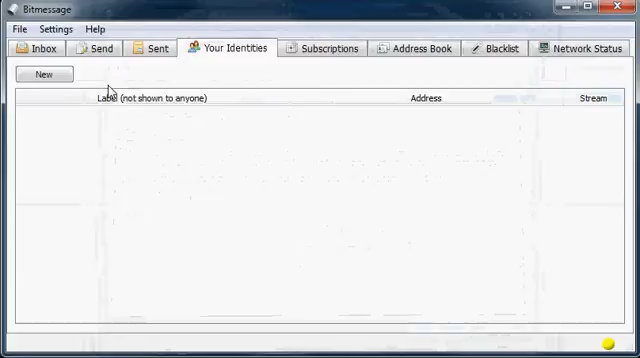 Bitmessage
File Settings Help
Inbox Send Sent Your Identities Subscriptions Address Book Blacklist Network Status
New
Label (not shown to anyone) Address Stream